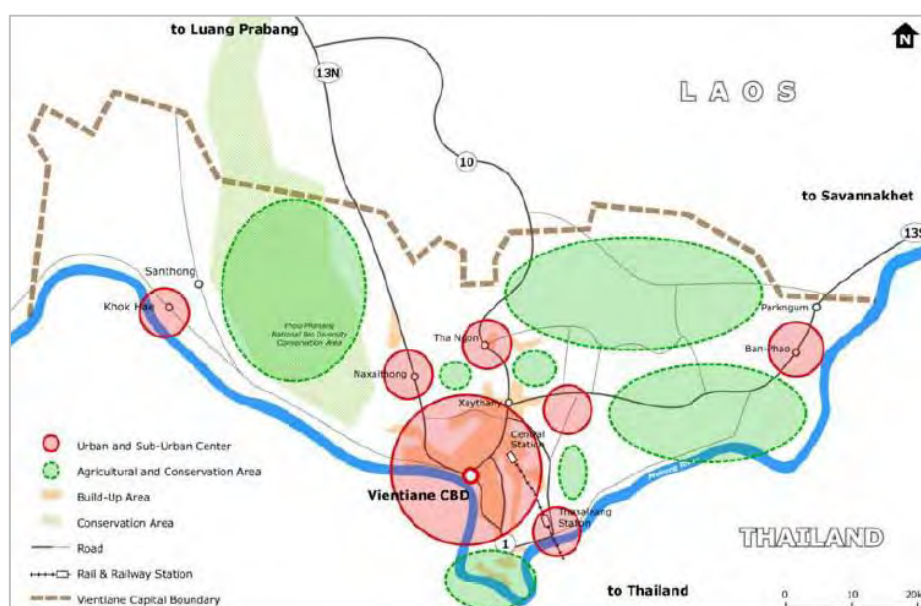 to Luang Prabang
N
13N
LAOS
10
to Savannakhet
13S
Santhong
Khok Hae
Phou-Phanang
National Bio Diversity
Conservation Area
Tha Ngon
Parkngum
Ban-Phao
Naxaithong
Xaythany
Central
Station
Vientiane CBD
Mekong
Thanaleang
Station
1
THAILAND
to Thailand
Urban and Sub-Urban Center
Agricultural and Conservation Area
Build-Up Area
Conservation Area
Road
Rail & Railway Station
Vientiane Capital Boundary
0 10 20